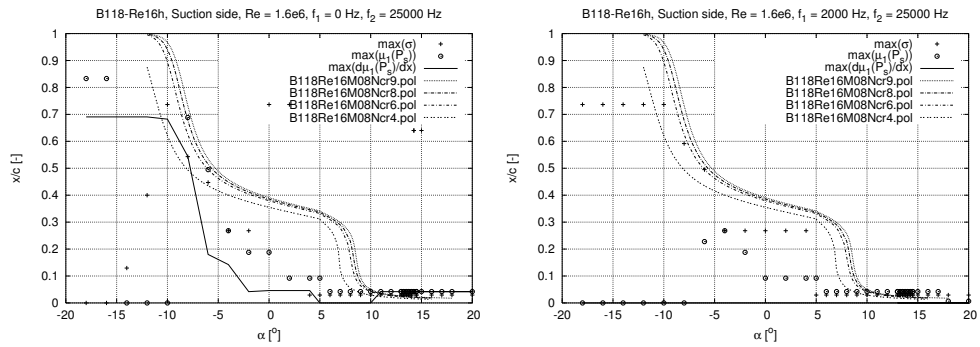 B118-Re16h, Suction side, Re = 1.6e6, f₁ = 0 Hz, f₂ = 25000 Hz
max(σ)
max(μ₁(Pₛ))
max(dμ₁(Pₛ)/dx)
B118Re16M08Ncr9.pol
B118Re16M08Ncr8.pol
B118Re16M08Ncr6.pol
B118Re16M08Ncr4.pol
x/c [-]
1
0.9
0.8
0.7
0.6
0.5
0.4
0.3
0.2
0.1
0
-20 -15 -10 -5 0 5 10 15 20
α [°]
B118-Re16h, Suction side, Re = 1.6e6, f₁ = 2000 Hz, f₂ = 25000 Hz
max(σ)
max(μ₁(Pₛ))
max(dμ₁(Pₛ)/dx)
B118Re16M08Ncr9.pol
B118Re16M08Ncr8.pol
B118Re16M08Ncr6.pol
B118Re16M08Ncr4.pol
x/c [-]
1
0.9
0.8
0.7
0.6
0.5
0.4
0.3
0.2
0.1
0
-20 -15 -10 -5 0 5 10 15 20
α [°]